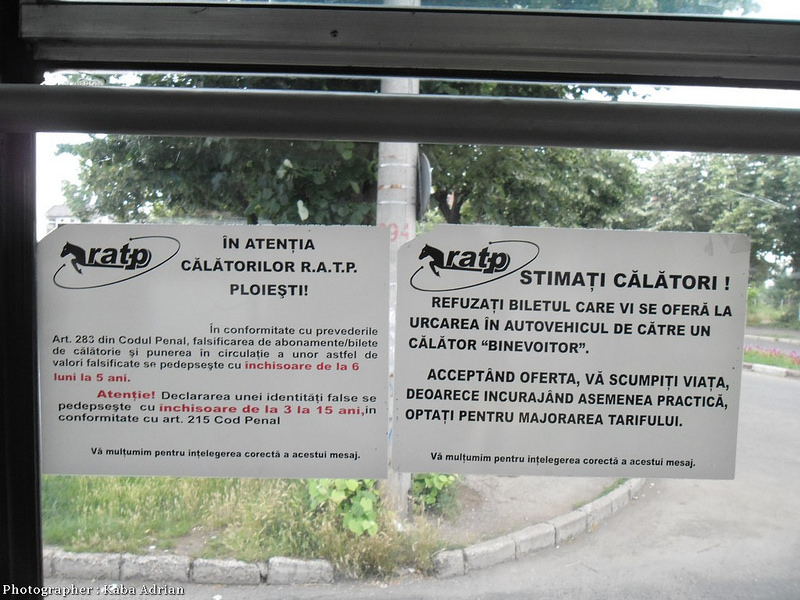 ratp
ÎN ATENȚIA
CĂLĂTORILOR R.A.T.P.
PLOIEȘTI!
În conformitate cu prevederile
Art. 283 din Codul Penal, falsificarea de abonamente/bilete
de călătorie și punerea în circulație a unor astfel de
valori falsificate se pedepsește cu închisoare de la 6
luni la 5 ani.
Atenție! Declararea unei identități false se
pedepsește cu închisoare de la 3 la 15 ani, în
conformitate cu art. 215 Cod Penal
Vă mulțumim pentru ințelegerea corectă a acestui mesaj.
ratp
STIMAȚI CĂLĂTORI !
REFUZAȚI BILETUL CARE VI SE OFERĂ LA
URCAREA ÎN AUTOVEHICUL DE CĂTRE UN
CĂLĂTOR "BINEVOITOR".
ACCEPTÂND OFERTA, VĂ SCUMPIȚI VIAȚA,
DEOARECE INCURAJÂND ASEMENEA PRACTICĂ,
OPTAȚI PENTRU MAJORAREA TARIFULUI.
Vă mulțumim pentru ințelegerea corectă a acestui mesaj.
Photographer : Kaba Adrian